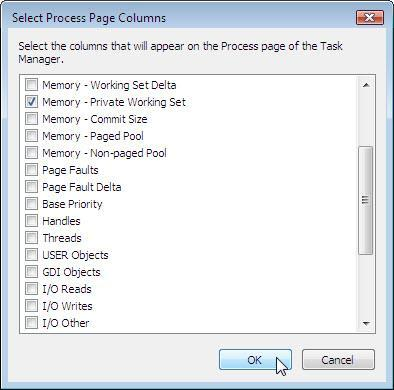 Select Process Page Columns
Select the columns that will appear on the Process page of the Task
Manager.
Memory - Working Set Delta
Memory - Private Working Set
Memory - Commit Size
Memory - Paged Pool
Memory - Non-paged Pool
Page Faults
Page Fault Delta
Base Priority
Handles
Threads
USER Objects
GDI Objects
I/O Reads
I/O Writes
I/O Other
OK
Cancel